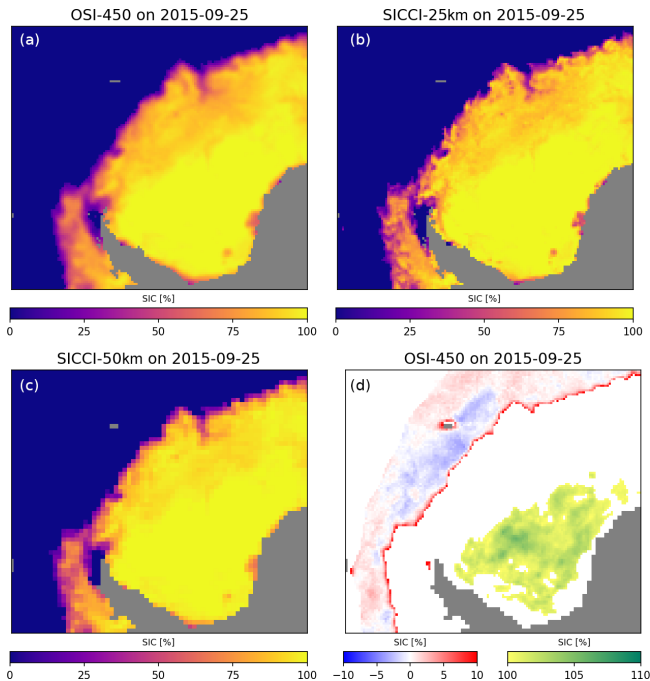 OSI-450 on 2015-09-25
SICCI-25km on 2015-09-25
(a)
(b)
SIC [%]
SIC [%]
0 25 50 75 100
0 25 50 75 100
SICCI-50km on 2015-09-25
OSI-450 on 2015-09-25
(c)
(d)
SIC [%]
SIC [%]
SIC [%]
0 25 50 75 100
−10 −5 0 5 10
100 105 110